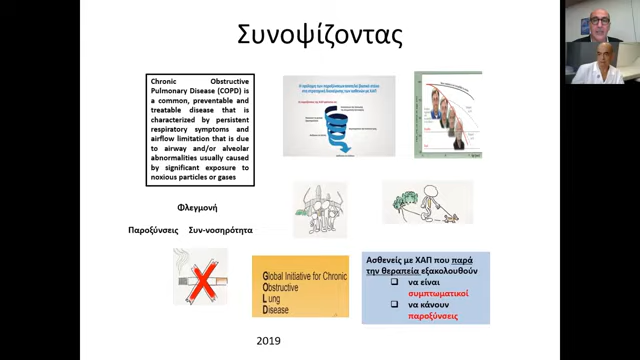 Συνοψίζοντας
Chronic Obstructive
Pulmonary Disease (COPD) is
a common, preventable and
treatable disease that is
characterized by persistent
respiratory symptoms and
airflow limitation that is due
to airway and/or alveolar
abnormalities usually caused
by significant exposure to
noxious particles or gases
Φλεγμονή
Παροξύνσεις Συν-νοσηρότητα
Global Initiative for Chronic
Obstructive
Lung
Disease
Ασθενείς με ΧΑΠ που παρά
την θεραπεία εξακολουθούν
να είναι
συμπτωματικοί
να κάνουν
παροξύνσεις
2019